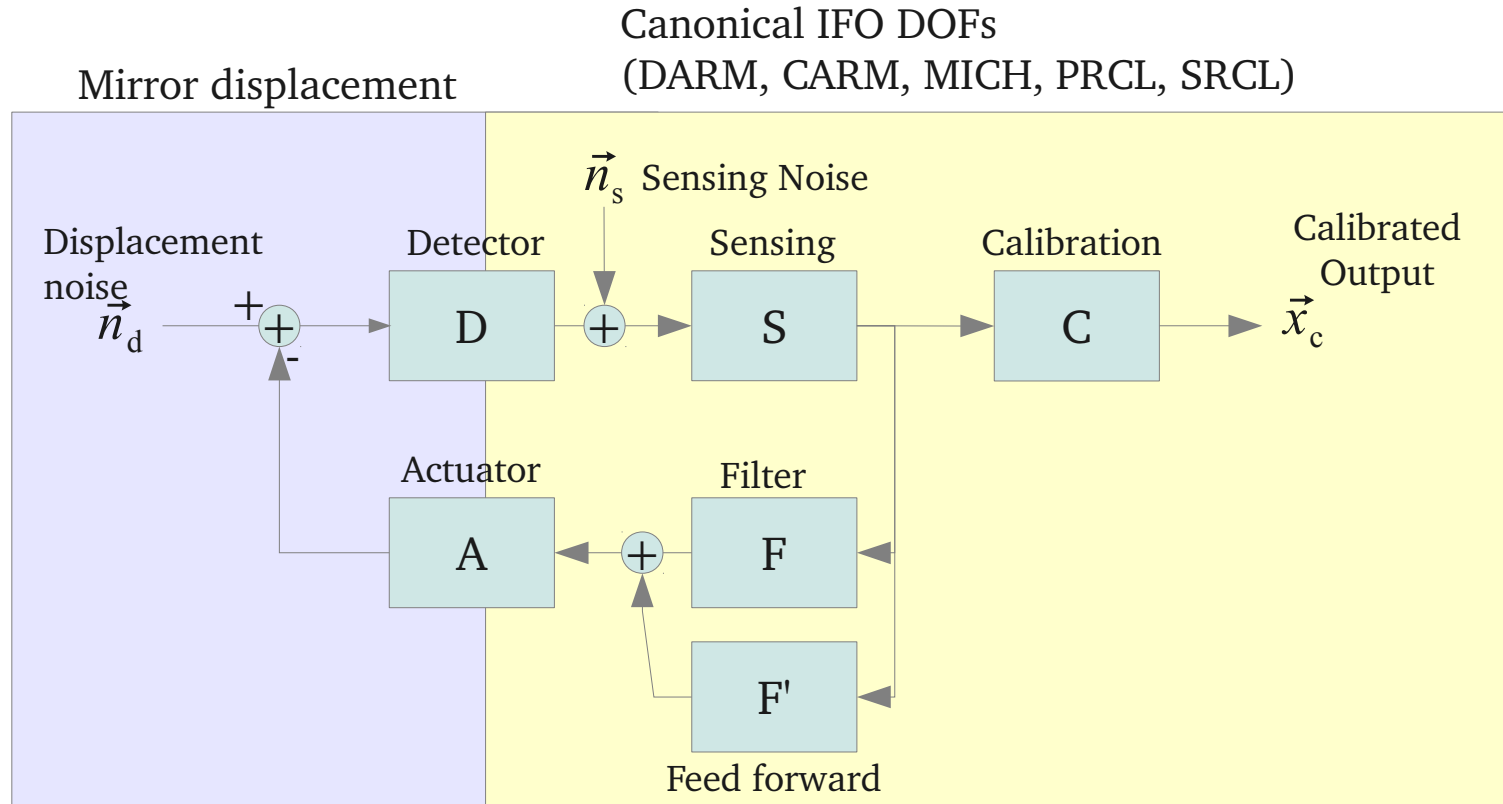 Canonical IFO DOFs
(DARM, CARM, MICH, PRCL, SRCL)
Mirror displacement
n⃗s Sensing Noise
Displacement
noise
n⃗d
+
+
-
Detector
D
+
Sensing
S
Calibration
C
Calibrated
Output
x⃗c
Actuator
A
+
Filter
F
F'
Feed forward